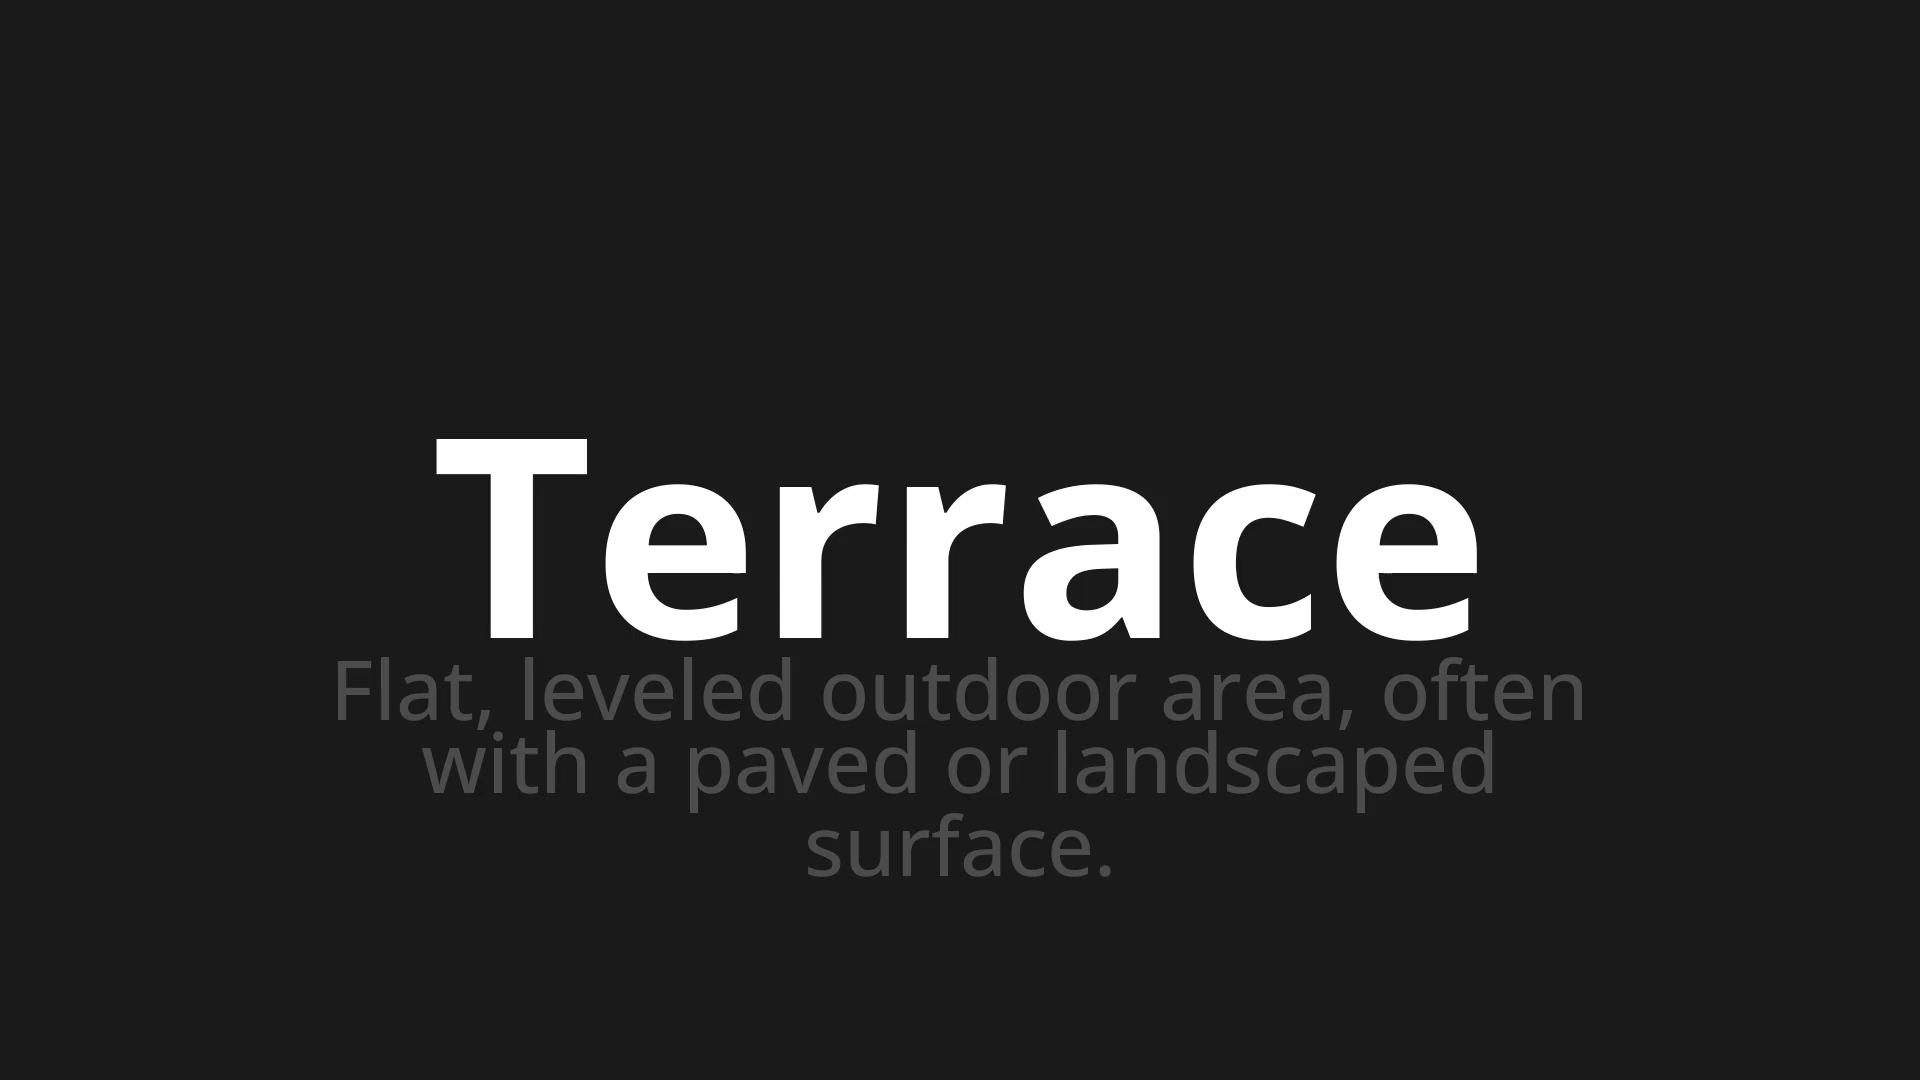 Terrace
Flat, leveled outdoor area, often
with a paved or landscaped
surface.